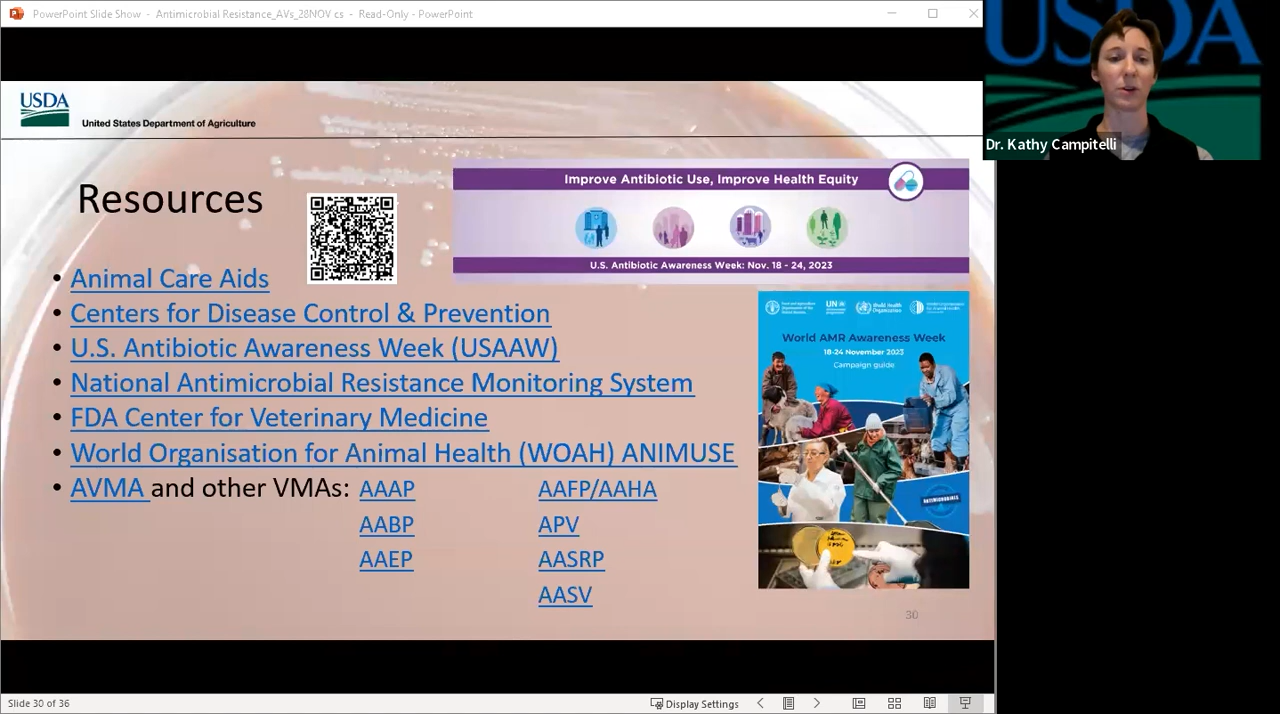 PowerPoint Slide Show - Antimicrobial Resistance_AVs_28NOV cs - Read-Only - PowerPoint
USDA
Dr. Kathy Campitelli
USDA
United States Department of Agriculture
Resources
Improve Antibiotic Use, Improve Health Equity
U.S. Antibiotic Awareness Week: Nov. 18 - 24, 2023
• Animal Care Aids
• Centers for Disease Control & Prevention
• U.S. Antibiotic Awareness Week (USAAW)
• National Antimicrobial Resistance Monitoring System
• FDA Center for Veterinary Medicine
• World Organisation for Animal Health (WOAH) ANIMUSE
• AVMA and other VMAs: AAAP AAFP/AAHA
AABP APV
AAEP AASRP
AASV
World Health
Organization
World AMR Awareness Week
18-24 November 2023
Campaign guide
30
Slide 30 of 36
Display Settings